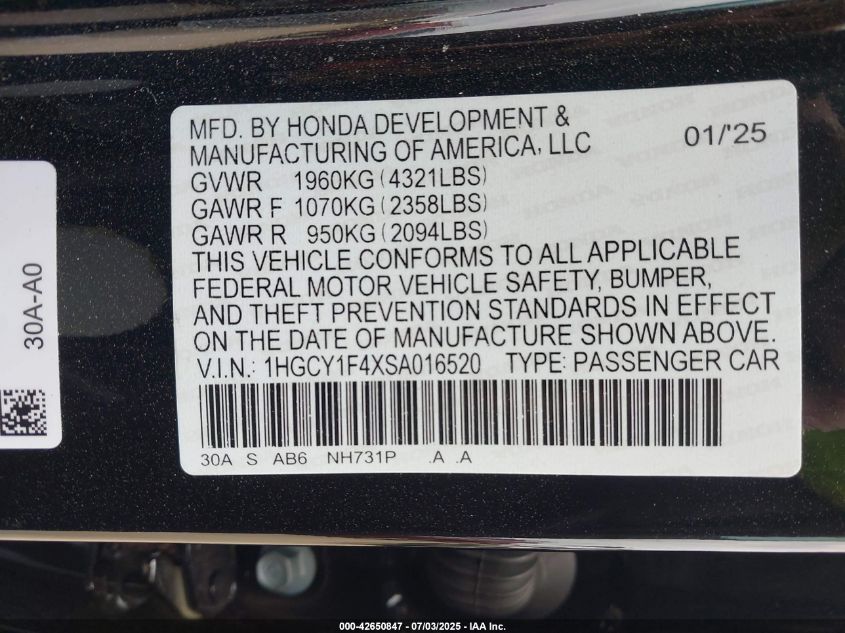 MFD. BY HONDA DEVELOPMENT &
MANUFACTURING OF AMERICA, LLC 01/'25
GVWR 1960KG (4321LBS)
GAWR F 1070KG (2358LBS)
GAWR R 950KG (2094LBS)
THIS VEHICLE CONFORMS TO ALL APPLICABLE
FEDERAL MOTOR VEHICLE SAFETY, BUMPER,
AND THEFT PREVENTION STANDARDS IN EFFECT
ON THE DATE OF MANUFACTURE SHOWN ABOVE.
V.I.N.: 1HGCY1F4XSA016520 TYPE: PASSENGER CAR
30A S AB6 NH731P .A .A
30A-A0
000-42650847 | 07/03/2025 - IAA Inc.